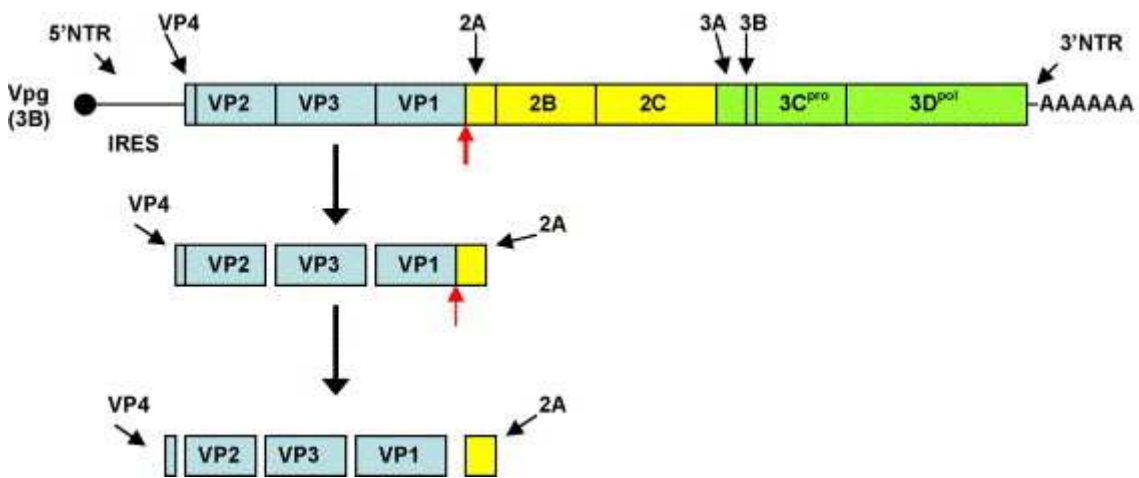 5'NTR VP4 2A 3A 3B 3'NTR
Vpg
(3B)
VP2 VP3 VP1 2B 2C 3Cpro 3Dpol AAAAAA
IRES
VP4 2A
VP2 VP3 VP1
VP4 2A
VP2 VP3 VP1